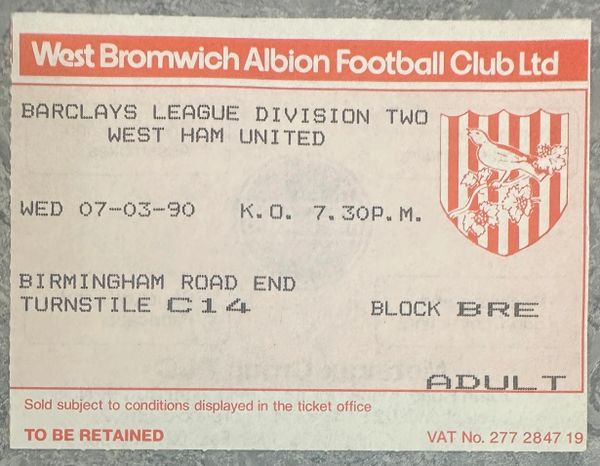 West Bromwich Albion Football Club Ltd
BARCLAYS LEAGUE DIVISION TWO
WEST HAM UNITED
WED 07-03-90 K.O. 7.30P.M.
BIRMINGHAM ROAD END
TURNSTILE C14 BLOCK BRE
ADULT
Sold subject to conditions displayed in the ticket office
TO BE RETAINED VAT No. 277 2847 19